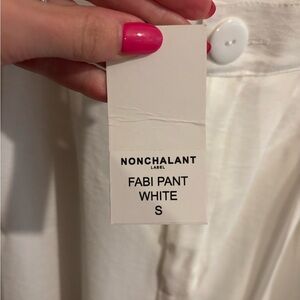 NONCHALANT
LABEL
FABI PANT
WHITE
S